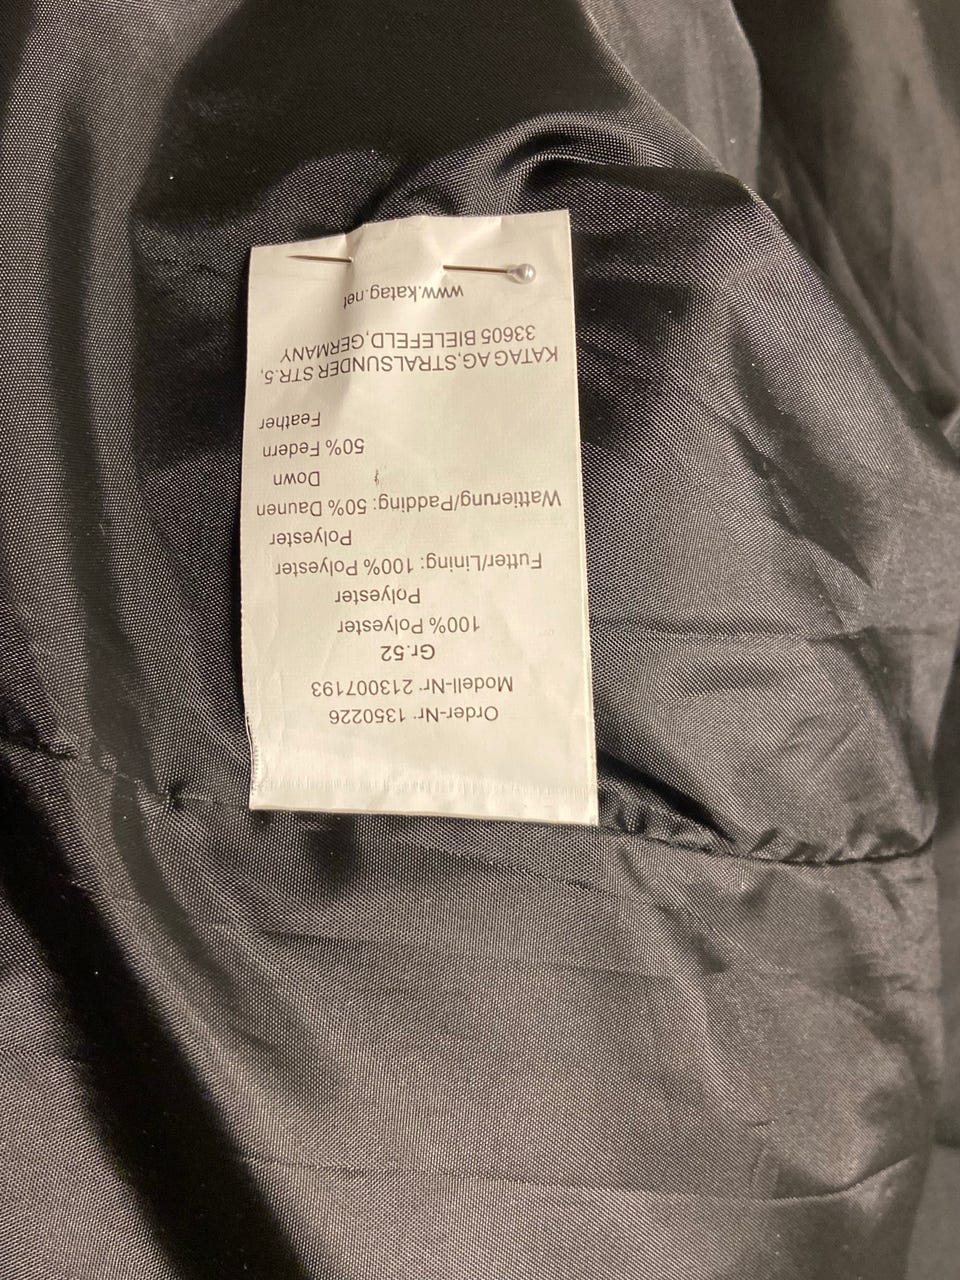 Order-Nr. 1350226
Modell-Nr. 213007193
Gr.52
100% Polyester
Polyester
Futter/Lining: 100% Polyester
Polyester
Wattierung/Padding: 50% Daunen
Down
50% Federn
Feather
KATAG AG,STRALSUNDER STR.5,
33605 BIELEFELD,GERMANY
www.katag.net